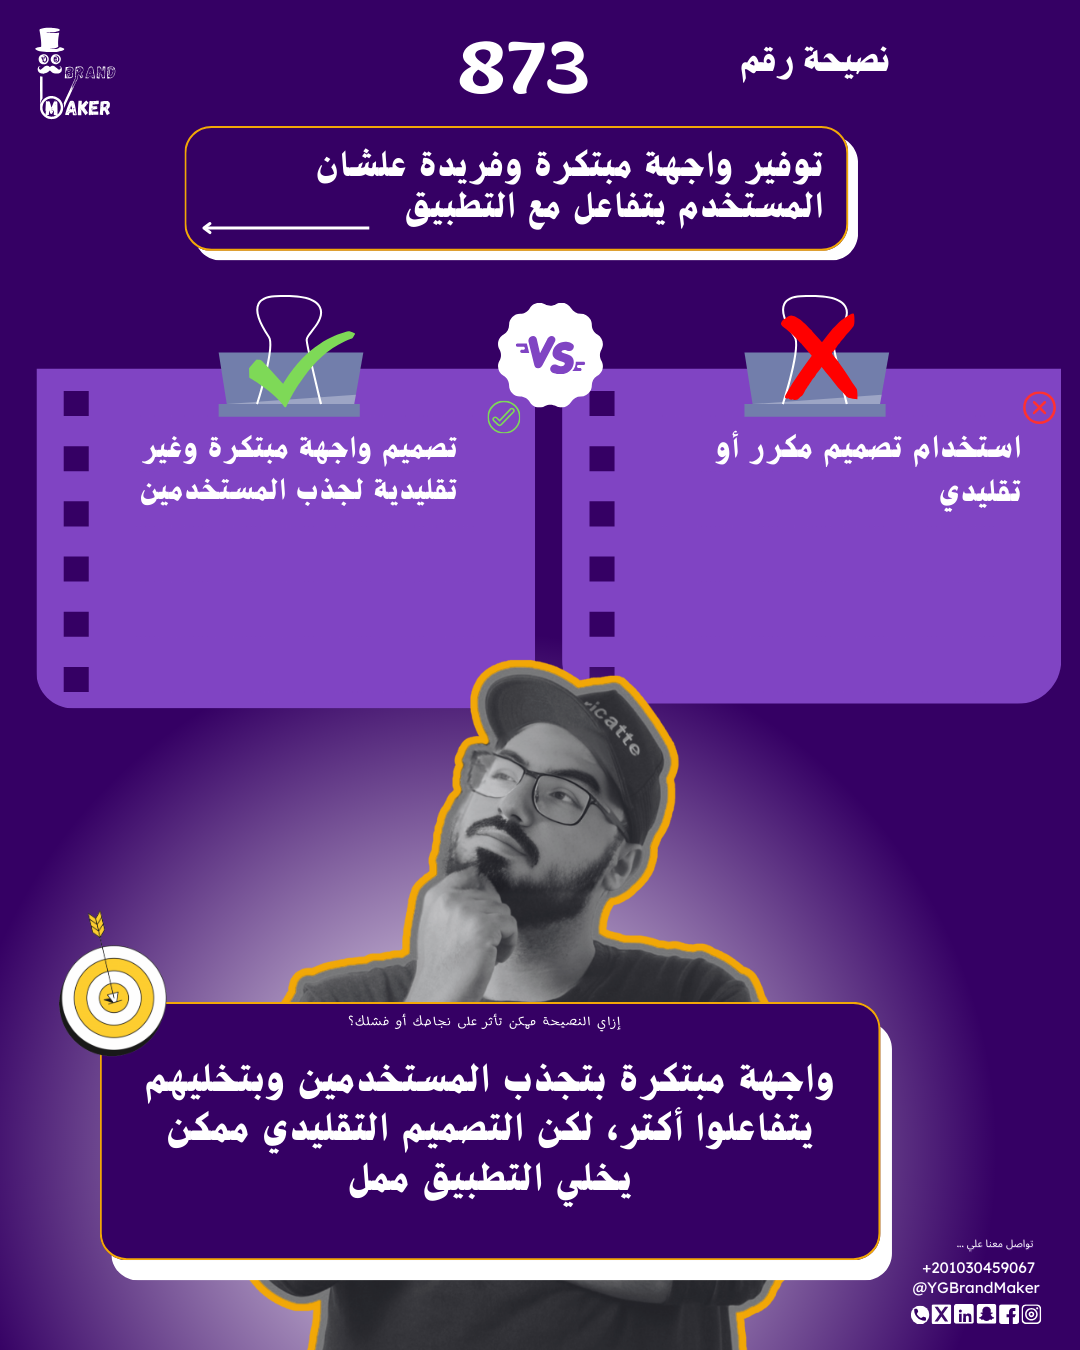 BRAND
MAKER
نصيحة رقم
873
توفير واجهة مبتكرة وفريدة علشان
المستخدم يتفاعل مع التطبيق
VS
استخدام تصميم مكرر أو
تقليدي
تصميم واجهة مبتكرة وغير
تقليدية لجذب المستخدمين
إزاي النصيحة ممكن تأثر على نجاحك أو فشلك؟
واجهة مبتكرة بتجذب المستخدمين وبتخليهم
يتفاعلوا أكتر، لكن التصميم التقليدي ممكن
يخلي التطبيق ممل
تواصل معنا علي ...
+201030459067
@YGBrandMaker